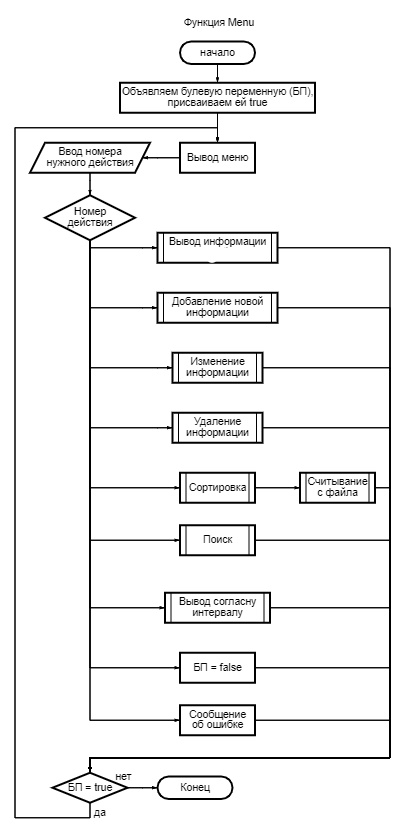 Функция Menu
начало
Объявляем булевую переменную (БП),
присваиваем ей true
Ввод номера
нужного действия
Вывод меню
Номер
действия
Вывод информации
Добавление новой
информации
Изменение
информации
Удаление
информации
Сортировка
Считывание
с файла
Поиск
Вывод согласну
интервалу
БП = false
Сообщение
об ошибке
БП = true
нет
Конец
да